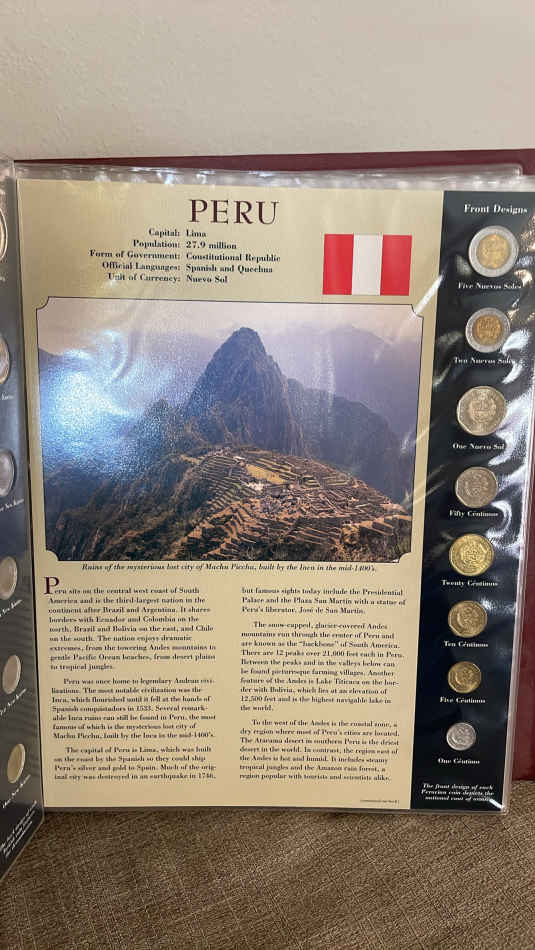 PERU
Capital: Lima
Population: 27.9 million
Form of Government: Constitutional Republic
Official Languages: Spanish and Quechua
Unit of Currency: Nuevo Sol
Ruins of the mysterious lost city of Machu Picchu, built by the Inca in the mid-1400's.
Peru sits on the central west coast of South
America and is the third-largest nation in the
continent after Brazil and Argentina. It shares
borders with Ecuador and Colombia on the
north, Brazil and Bolivia on the east, and Chile
on the south. The nation enjoys dramatic
extremes, from the towering Andes mountains to
gentle Pacific Ocean beaches, from desert plains
to tropical jungles.
Peru was once home to legendary Andean civi-
lizations. The most notable civilization was the
Inca, which flourished until it fell at the hands of
Spanish conquistadors in 1533. Several remark-
able Inca ruins can still be found in Peru, the most
famous of which is the mysterious lost city of
Machu Picchu, built by the Inca in the mid-1400's.
The capital of Peru is Lima, which was built
on the coast by the Spanish so they could ship
Peru's silver and gold to Spain. Much of the orig-
inal city was destroyed in an earthquake in 1746,
but famous sights today include the Presidential
Palace and the Plaza San Martín with a statue of
Peru's liberator, José de San Martín.
The snow-capped, glacier-covered Andes
mountains run through the center of Peru and
are known as the "backbone" of South America.
There are 12 peaks over 21,000 feet each in Peru.
Between the peaks and in the valleys below can
be found picturesque farming villages. Another
feature of the Andes is Lake Titicaca on the bor-
der with Bolivia, which lies at an elevation of
12,500 feet and is the highest navigable lake in
the world.
To the west of the Andes is the coastal zone, a
dry region where most of Peru's cities are located.
The Atacama desert in southern Peru is the driest
desert in the world. In contrast, the region east of
the Andes is hot and humid. It includes steamy
tropical jungles and the Amazon rain forest, a
region popular with tourists and scientists alike.
Front Designs
Five Nuevos Soles
Two Nuevos Soles
One Nuevo Sol
Fifty Céntimos
Twenty Céntimos
Ten Céntimos
Five Céntimos
One Céntimo
The front design of each
Peruvian coin depicts the
national coat of arms.